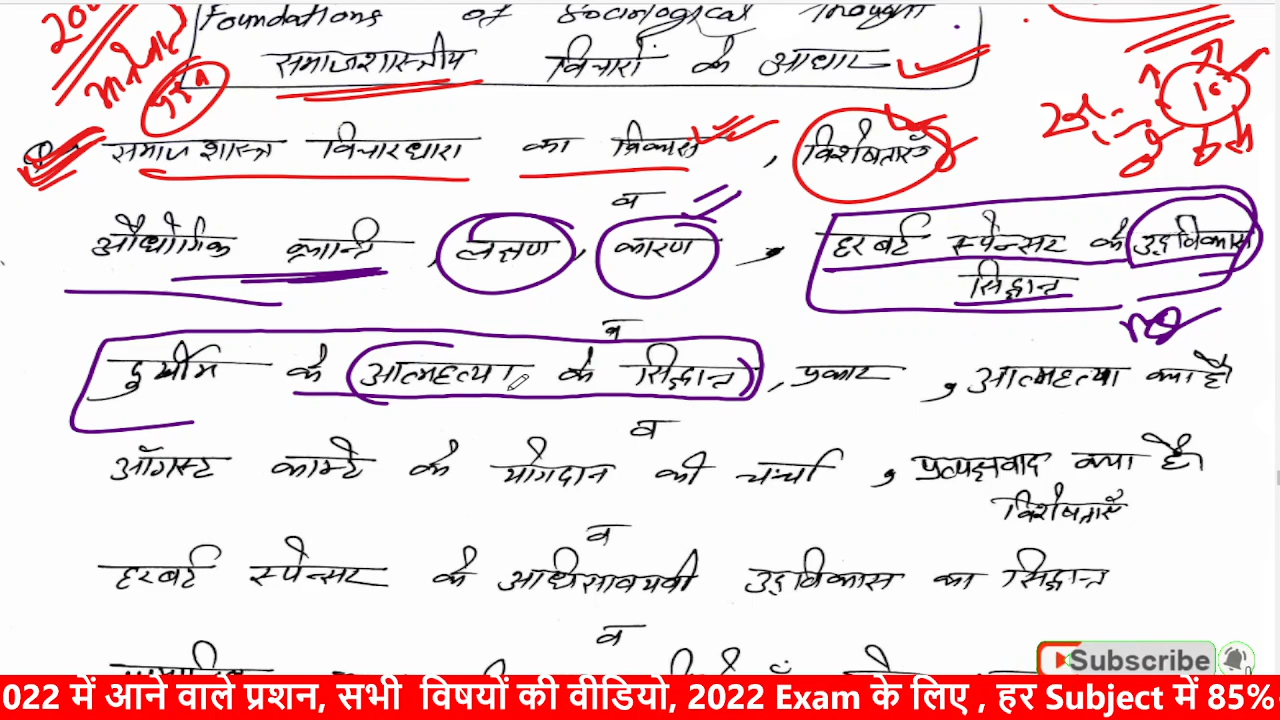 Foundations of Sociological Thought
समाजशास्त्रीय विचारों के आधार
समाजशास्त्र विचारधारा का विकास , विशेषताएँ
व
औद्योगिक क्रान्ति , लक्षण , कारण , हरबर्ट स्पेन्सर के उद्दविकास
सिद्धान्त
व
दुर्खीम के आत्महत्या के सिद्धान्त , प्रकार , आत्महत्या क्या है
व
ऑगस्ट काम्टे के योगदान की चर्चा , प्रत्यक्षवाद क्या है।
विशेषताएँ
व
हरबर्ट स्पेन्सर के अधिसावयवी उद्दविकास का सिद्धान्त
व
Subscribe
022 में आने वाले प्रशन, सभी विषयों की वीडियो, 2022 Exam के लिए , हर Subject में 85%